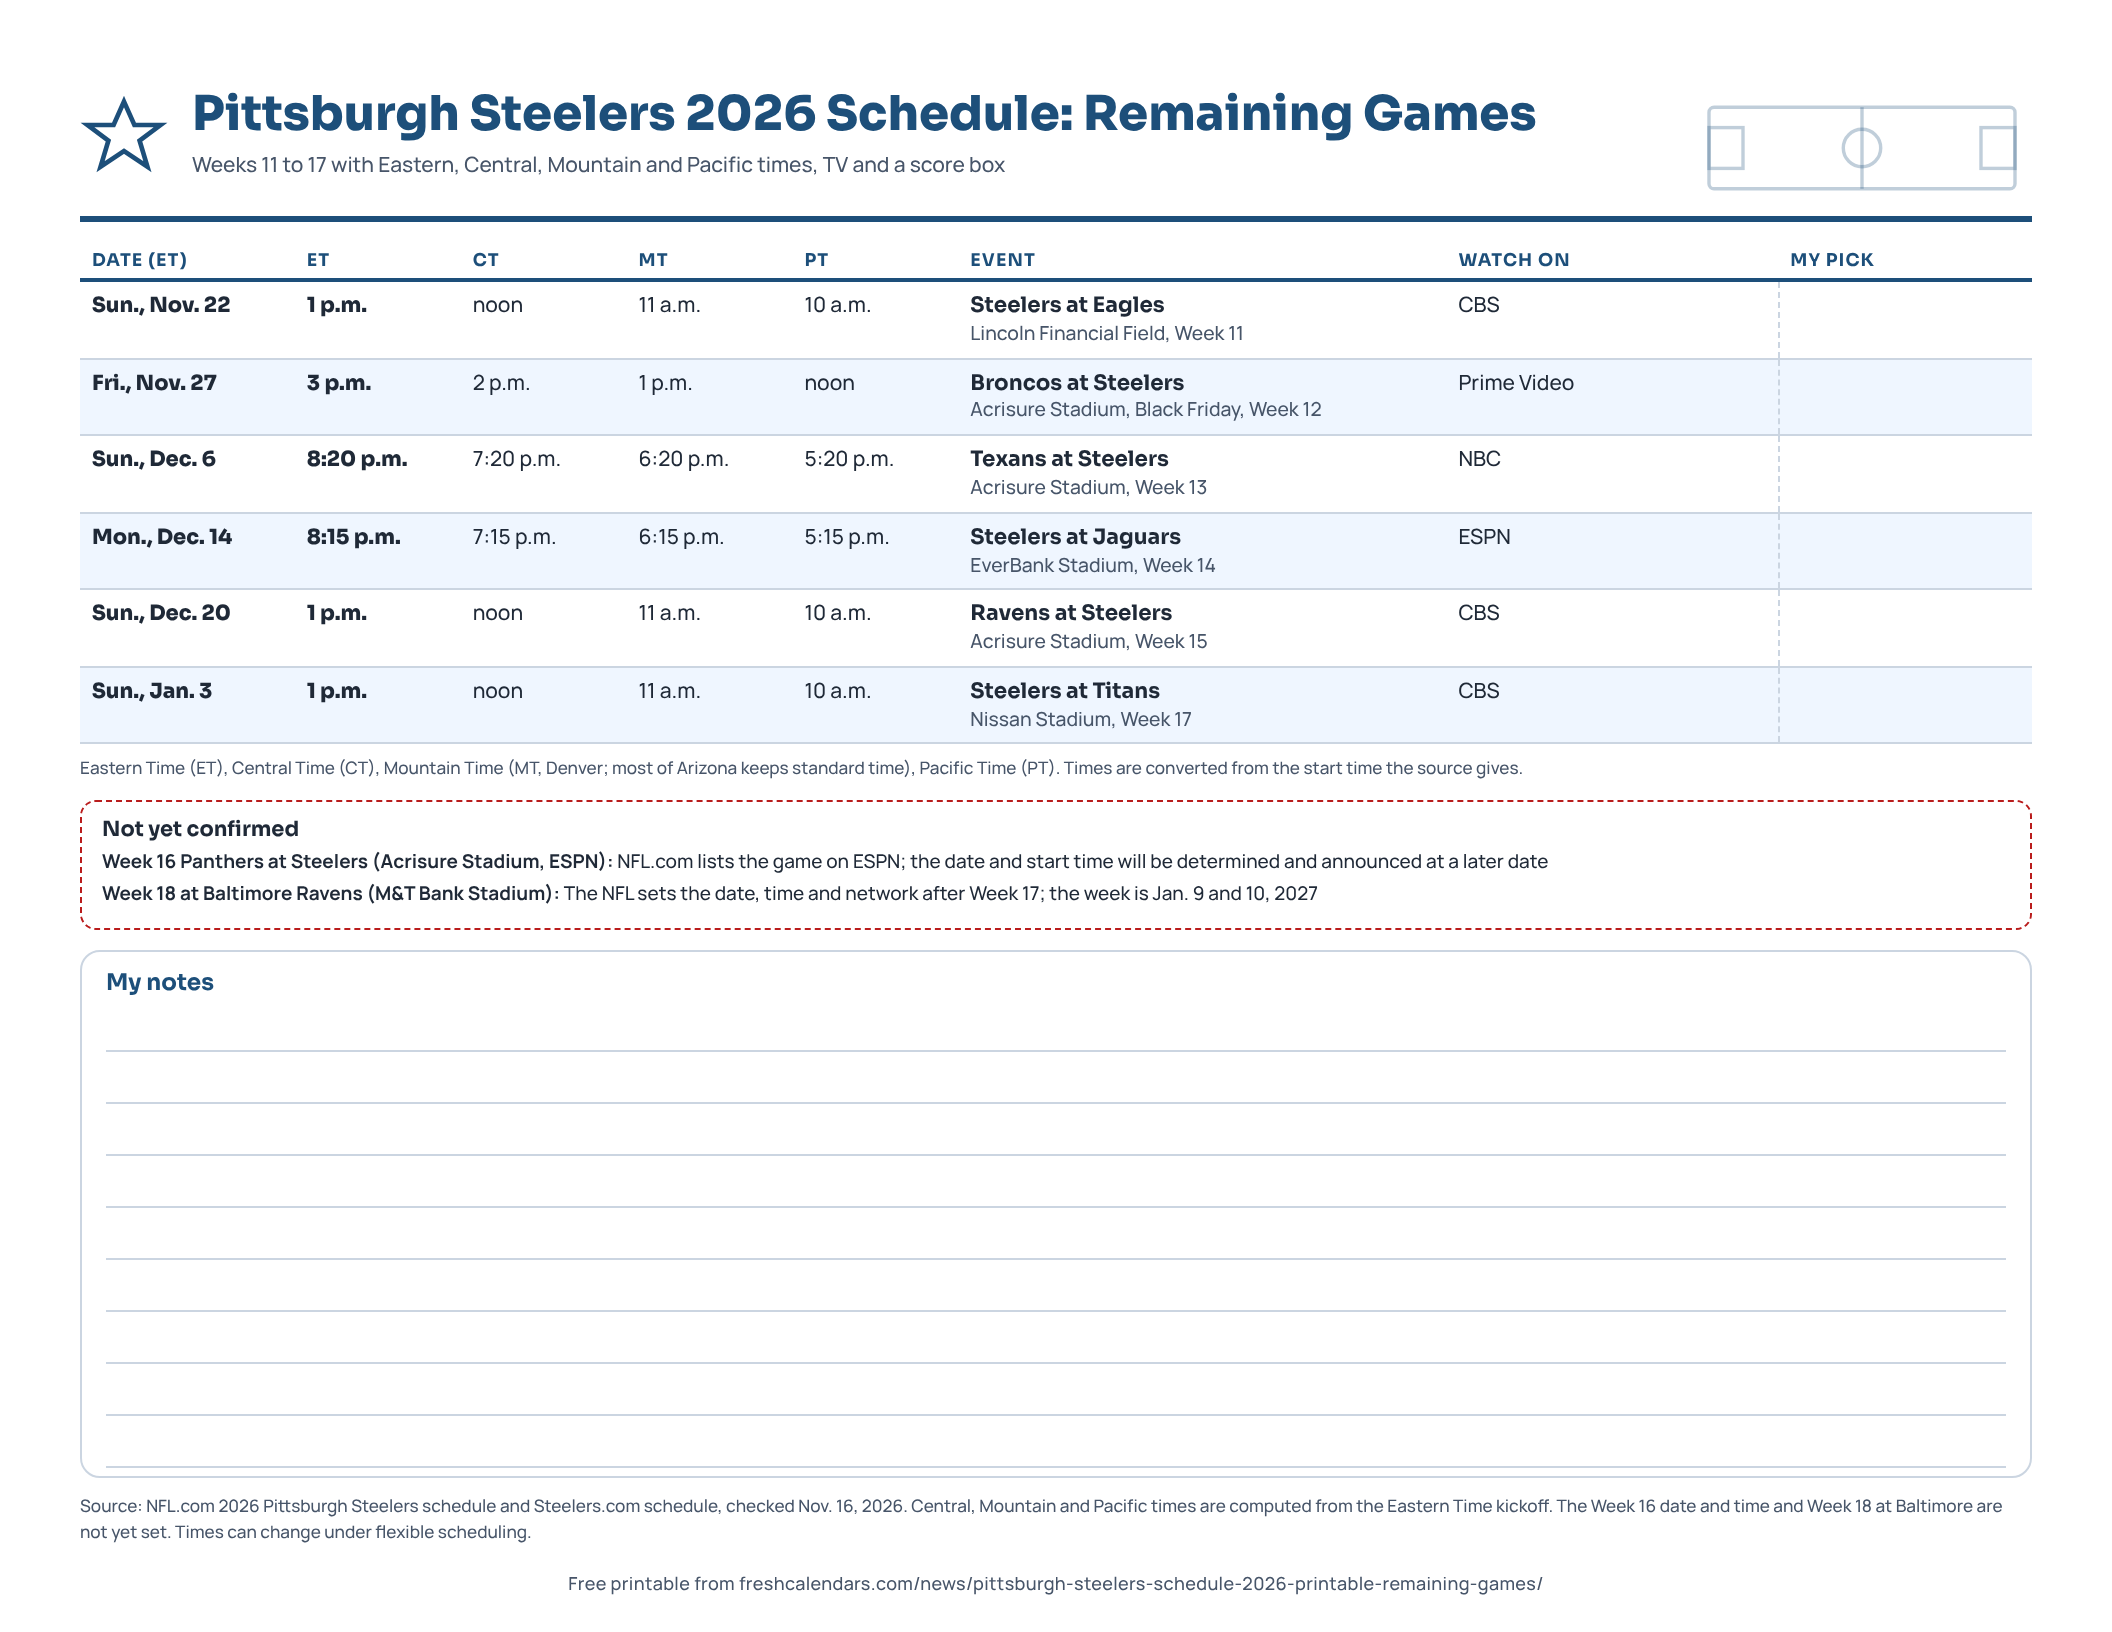 Pittsburgh Steelers 2026 Schedule: Remaining Games
Weeks 11 to 17 with Eastern, Central, Mountain and Pacific times, TV and a score box
DATE (ET) ET CT MT PT EVENT WATCH ON MY PICK
Sun., Nov. 22 1 p.m. noon 11 a.m. 10 a.m. Steelers at Eagles CBS
Lincoln Financial Field, Week 11
Fri., Nov. 27 3 p.m. 2 p.m. 1 p.m. noon Broncos at Steelers Prime Video
Acrisure Stadium, Black Friday, Week 12
Sun., Dec. 6 8:20 p.m. 7:20 p.m. 6:20 p.m. 5:20 p.m. Texans at Steelers NBC
Acrisure Stadium, Week 13
Mon., Dec. 14 8:15 p.m. 7:15 p.m. 6:15 p.m. 5:15 p.m. Steelers at Jaguars ESPN
EverBank Stadium, Week 14
Sun., Dec. 20 1 p.m. noon 11 a.m. 10 a.m. Ravens at Steelers CBS
Acrisure Stadium, Week 15
Sun., Jan. 3 1 p.m. noon 11 a.m. 10 a.m. Steelers at Titans CBS
Nissan Stadium, Week 17
Eastern Time (ET), Central Time (CT), Mountain Time (MT, Denver; most of Arizona keeps standard time), Pacific Time (PT). Times are converted from the start time the source gives.
Not yet confirmed
Week 16 Panthers at Steelers (Acrisure Stadium, ESPN): NFL.com lists the game on ESPN; the date and start time will be determined and announced at a later date
Week 18 at Baltimore Ravens (M&T Bank Stadium): The NFL sets the date, time and network after Week 17; the week is Jan. 9 and 10, 2027
My notes
Source: NFL.com 2026 Pittsburgh Steelers schedule and Steelers.com schedule, checked Nov. 16, 2026. Central, Mountain and Pacific times are computed from the Eastern Time kickoff. The Week 16 date and time and Week 18 at Baltimore are
not yet set. Times can change under flexible scheduling.
Free printable from freshcalendars.com/news/pittsburgh-steelers-schedule-2026-printable-remaining-games/